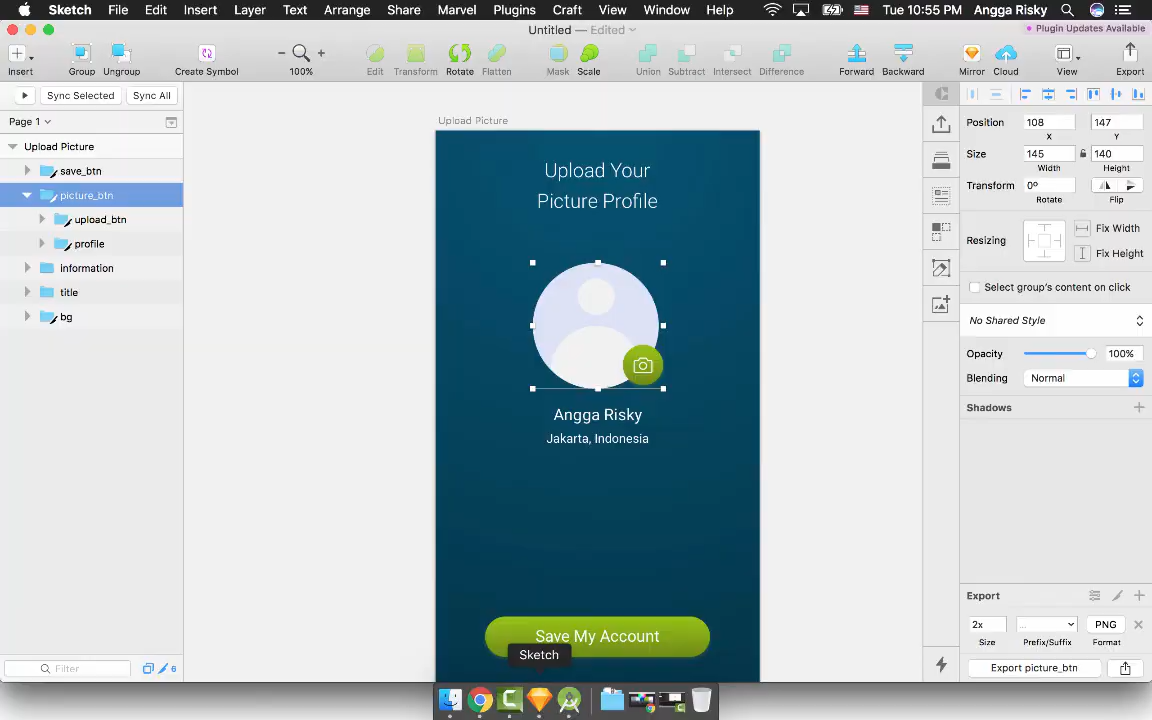 Sketch File Edit Insert Layer Text Arrange Share Marvel Plugins Craft View Window Help Tue 10:55 PM Angga Risky
Untitled — Edited
Plugin Updates Available
Insert Group Ungroup Create Symbol 100% Edit Transform Rotate Flatten Mask Scale Union Subtract Intersect Difference Forward Backward Mirror Cloud View Export
Sync Selected Sync All
Page 1
Upload Picture
save_btn
picture_btn
upload_btn
profile
information
title
bg
Filter
6
Upload Picture
Upload Your
Picture Profile
Angga Risky
Jakarta, Indonesia
Save My Account
Sketch
Position 108 147
X Y
Size 145 140
Width Height
Transform 0º
Rotate Flip
Resizing
Fix Width
Fix Height
Select group's content on click
No Shared Style
Opacity 100%
Blending Normal
Shadows
Export
2x ... PNG
Size Prefix/Suffix Format
Export picture_btn